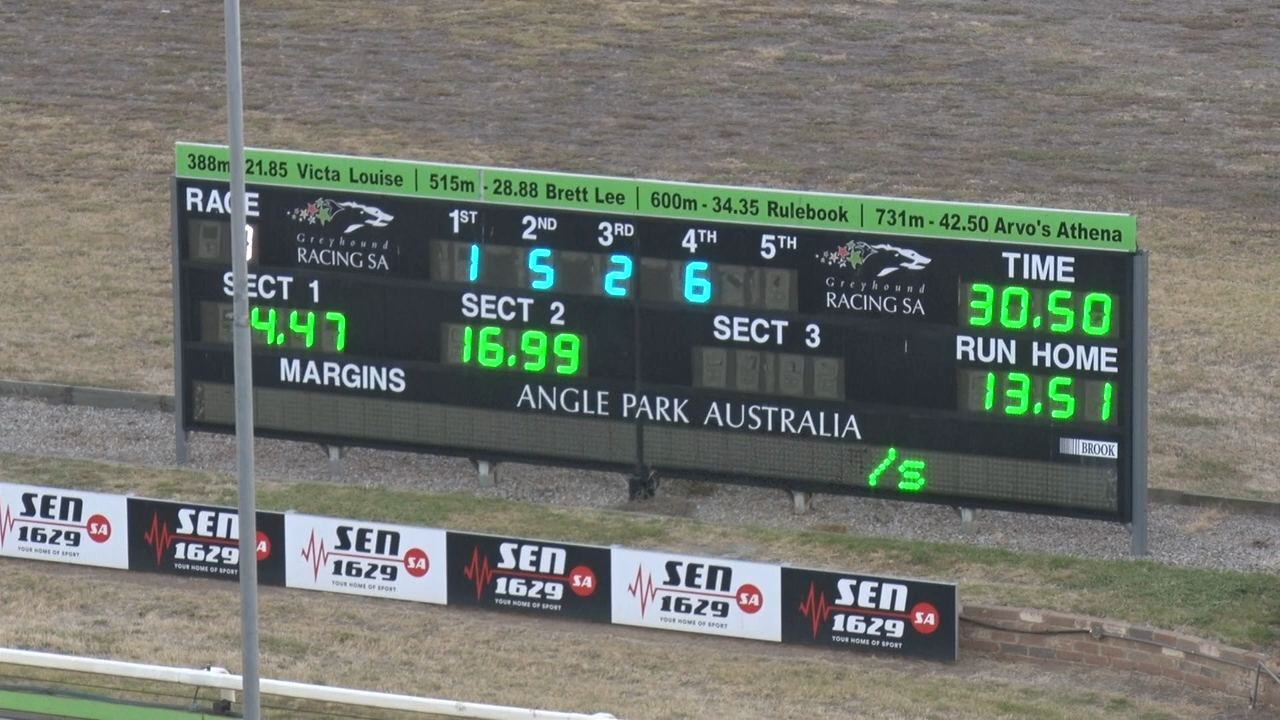 388m 21.85 Victa Louise | 515m - 28.88 Brett Lee | 600m - 34.35 Rulebook | 731m - 42.50 Arvo's Athena
RACE
Greyhound
RACING SA
1ST 2ND 3RD 4TH 5TH
1 5 2 6
Greyhound
RACING SA
TIME
30.50
SECT 1
4.47
SECT 2
16.99
SECT 3
RUN HOME
13.51
MARGINS
ANGLE PARK AUSTRALIA
BROOK
/s
SEN
1629 SA
YOUR HOME OF SPORT
SEN
1629
YOUR HOME OF SPORT
SEN
1629 SA
YOUR HOME OF SPORT
SEN
1629 SA
YOUR HOME OF SPORT
SEN
1629 SA
YOUR HOME OF SPORT
SEN
1629 SA
YOUR HOME OF SPORT